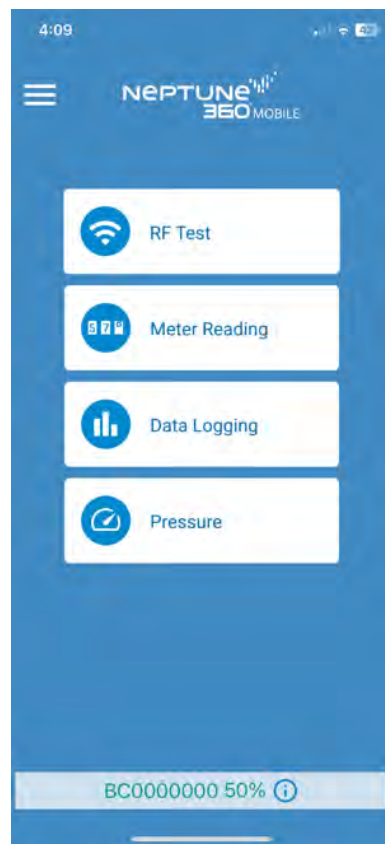 4:09
NePTUNe
360 MOBILE
RF Test
Meter Reading
Data Logging
Pressure
BC0000000 50%